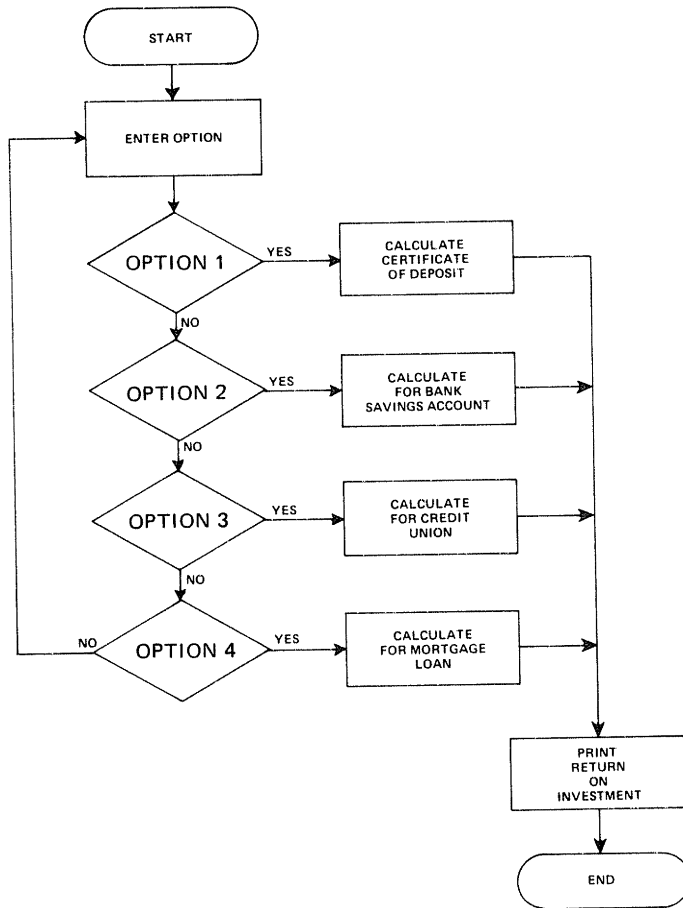 START
ENTER OPTION
OPTION 1
YES
CALCULATE
CERTIFICATE
OF DEPOSIT
NO
OPTION 2
YES
CALCULATE
FOR BANK
SAVINGS ACCOUNT
NO
OPTION 3
YES
CALCULATE
FOR CREDIT
UNION
NO
NO
OPTION 4
YES
CALCULATE
FOR MORTGAGE
LOAN
PRINT
RETURN
ON
INVESTMENT
END